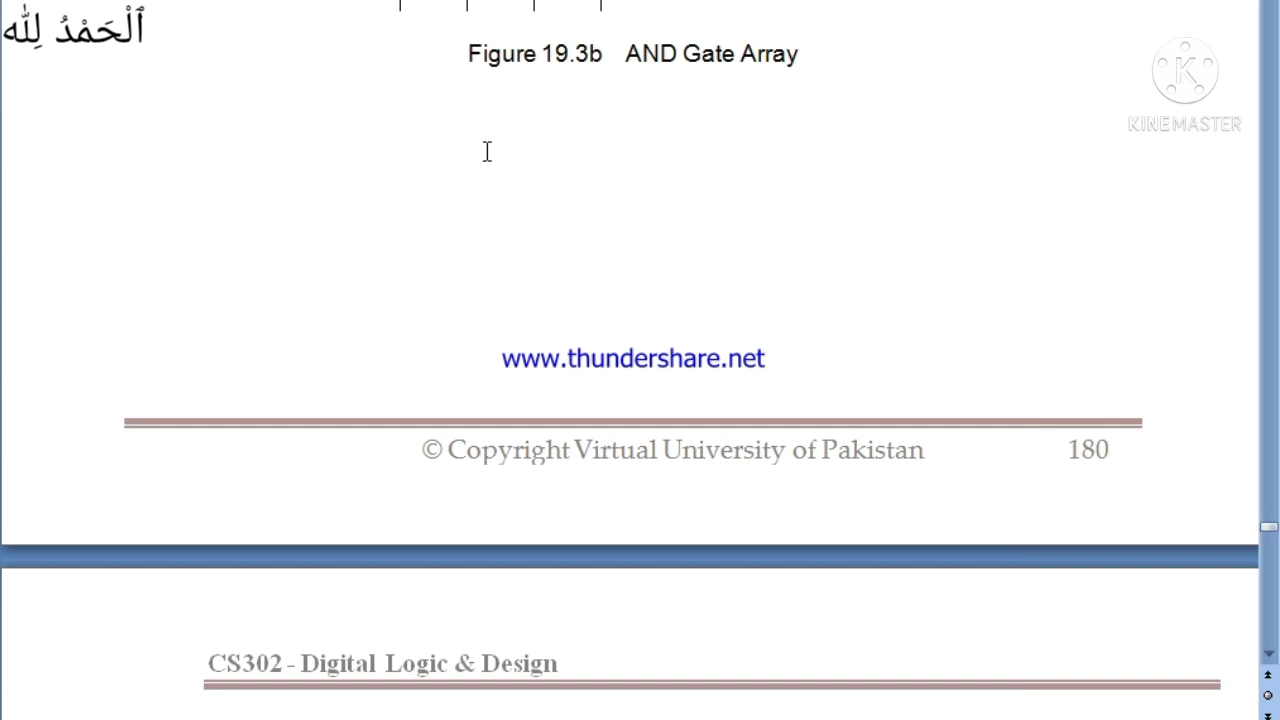 ٱلْحَمْدُ لِلَّٰه
Figure 19.3b AND Gate Array
KINEMASTER
www.thundershare.net
© Copyright Virtual University of Pakistan 180
CS302 - Digital Logic & Design